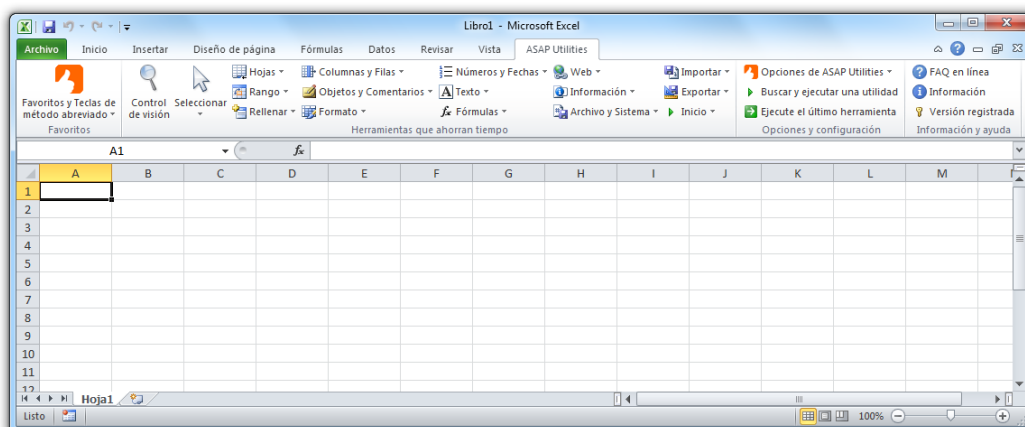 Libro1 - Microsoft Excel
Archivo Inicio Insertar Diseño de página Fórmulas Datos Revisar Vista ASAP Utilities
Favoritos y Teclas de método abreviado
Favoritos
Control de visión
Seleccionar
Hojas Columnas y Filas Números y Fechas Web Importar
Rango Objetos y Comentarios Texto Información Exportar
Rellenar Formato Fórmulas Archivo y Sistema Inicio
Herramientas que ahorran tiempo
Opciones de ASAP Utilities
Buscar y ejecutar una utilidad
Ejecute el último herramienta
Opciones y configuración
FAQ en línea
Información
Versión registrada
Información y ayuda
A1 fx
A B C D E F G H I J K L M
1
2
3
4
5
6
7
8
9
10
11
12
Hoja1
Listo 100%